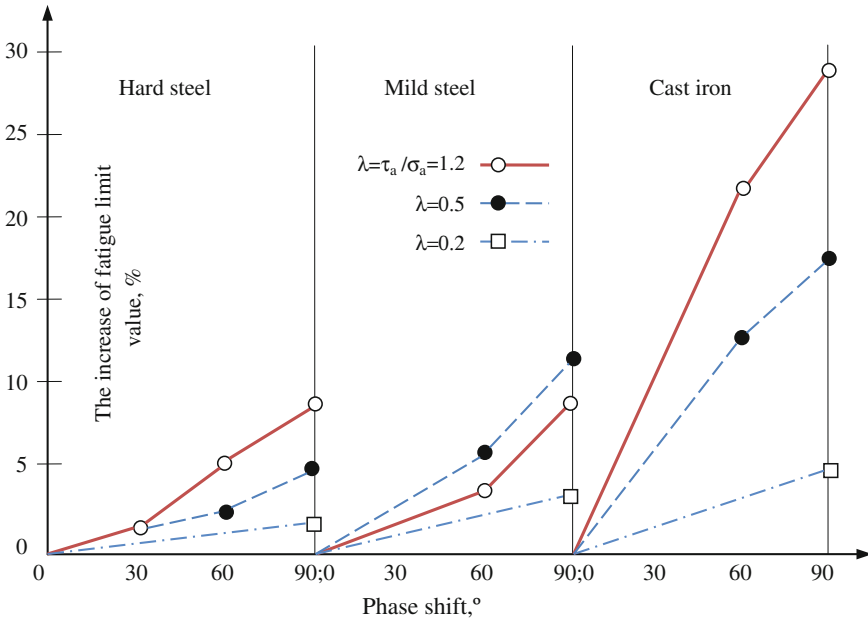 30
25
20
15
10
5
0
The increase of fatigue limit
value, %
Hard steel
Mild steel
Cast iron
λ=τa /σa=1.2
λ=0.5
λ=0.2
0 30 60 90;0 30 60 90;0 30 60 90
Phase shift,º